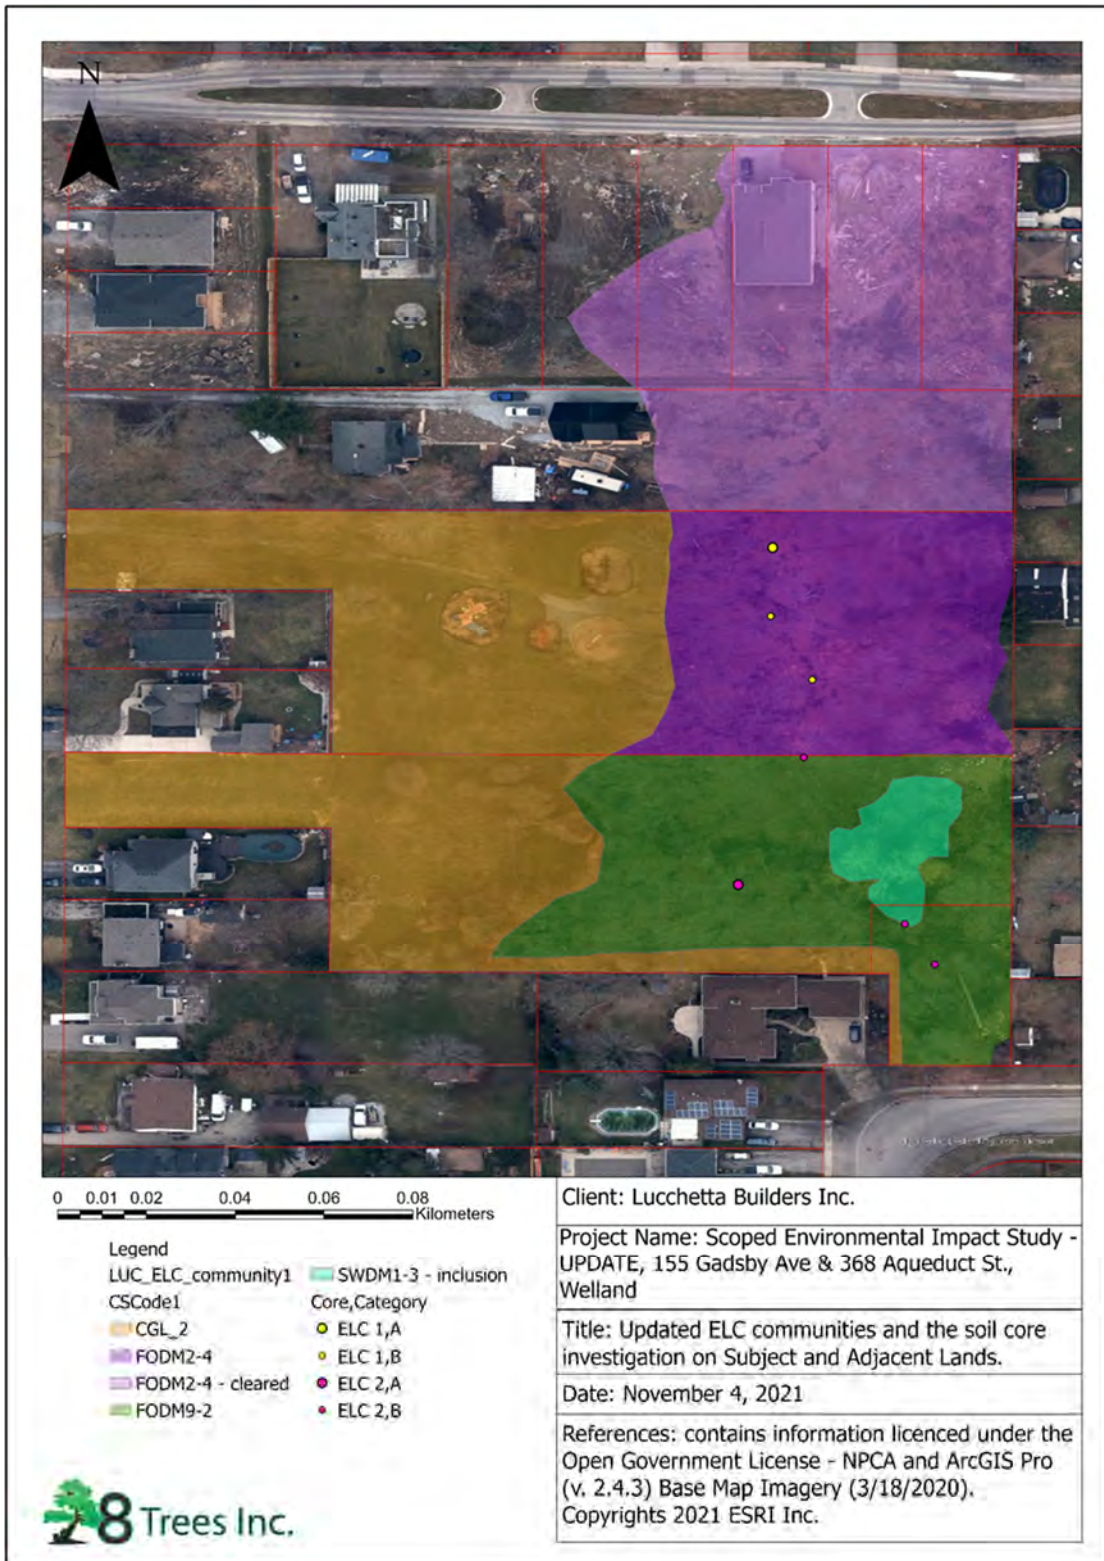 N
0 0.01 0.02 0.04 0.06 0.08
Kilometers
Legend
LUC_ELC_community1
CSCode1
CGL_2
FODM2-4
FODM2-4 - cleared
FODM9-2
SWDM1-3 - inclusion
Core,Category
ELC 1,A
ELC 1,B
ELC 2,A
ELC 2,B
8 Trees Inc.
Client: Lucchetta Builders Inc.
Project Name: Scoped Environmental Impact Study -
UPDATE, 155 Gadsby Ave & 368 Aqueduct St.,
Welland
Title: Updated ELC communities and the soil core
investigation on Subject and Adjacent Lands.
Date: November 4, 2021
References: contains information licenced under the
Open Government License - NPCA and ArcGIS Pro
(v. 2.4.3) Base Map Imagery (3/18/2020).
Copyrights 2021 ESRI Inc.